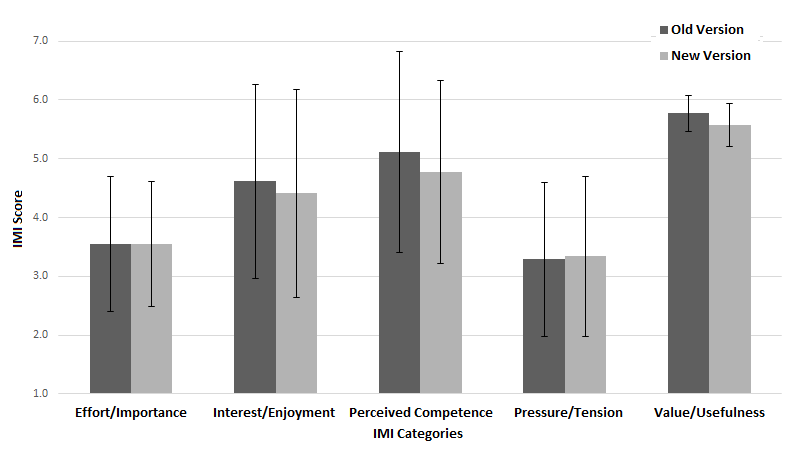 Old Version
New Version
7.0
6.0
5.0
4.0
3.0
2.0
1.0
IMI Score
Effort/Importance
Interest/Enjoyment
Perceived Competence
Pressure/Tension
Value/Usefulness
IMI Categories